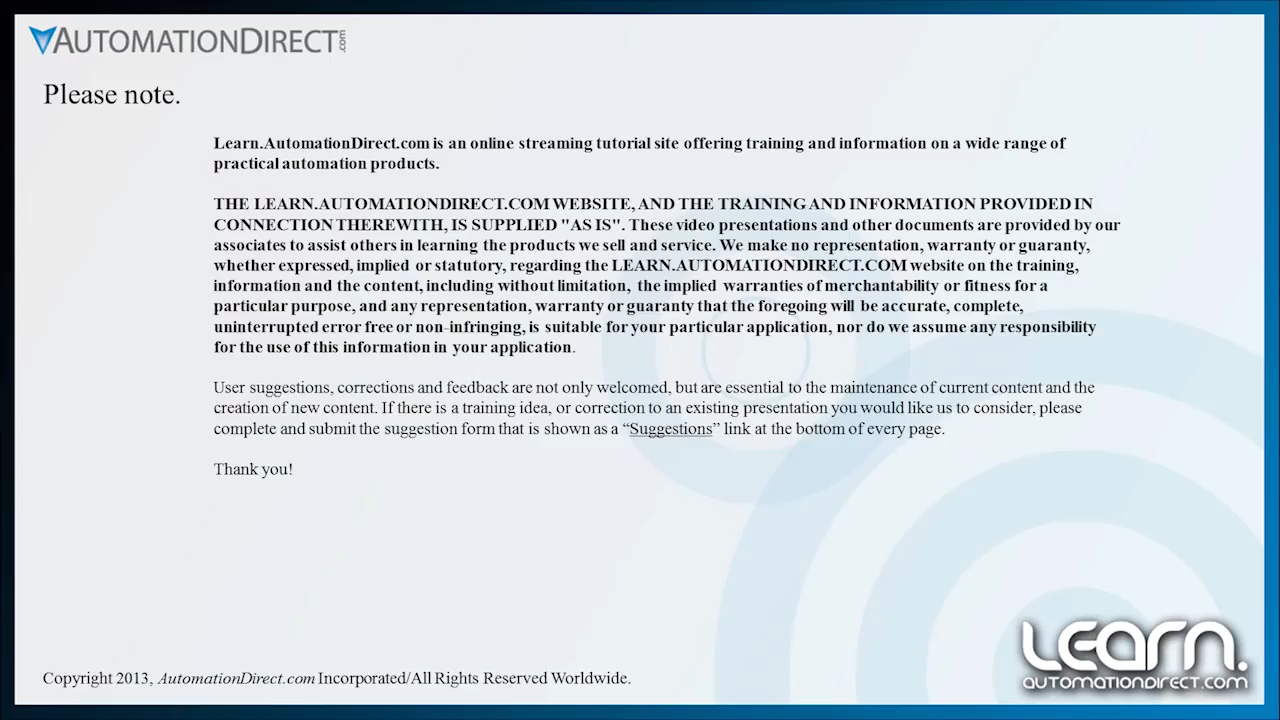 AUTOMATIONDIRECT.com
Please note.
Learn.AutomationDirect.com is an online streaming tutorial site offering training and information on a wide range of
practical automation products.
THE LEARN.AUTOMATIONDIRECT.COM WEBSITE, AND THE TRAINING AND INFORMATION PROVIDED IN
CONNECTION THEREWITH, IS SUPPLIED "AS IS". These video presentations and other documents are provided by our
associates to assist others in learning the products we sell and service. We make no representation, warranty or guaranty,
whether expressed, implied or statutory, regarding the LEARN.AUTOMATIONDIRECT.COM website on the training,
information and the content, including without limitation, the implied warranties of merchantability or fitness for a
particular purpose, and any representation, warranty or guaranty that the foregoing will be accurate, complete,
uninterrupted error free or non-infringing, is suitable for your particular application, nor do we assume any responsibility
for the use of this information in your application.
User suggestions, corrections and feedback are not only welcomed, but are essential to the maintenance of current content and the
creation of new content. If there is a training idea, or correction to an existing presentation you would like us to consider, please
complete and submit the suggestion form that is shown as a “Suggestions” link at the bottom of every page.
Thank you!
Copyright 2013, AutomationDirect.com Incorporated/All Rights Reserved Worldwide.
LEARN.
AUTOMATIONDIRECT.COM